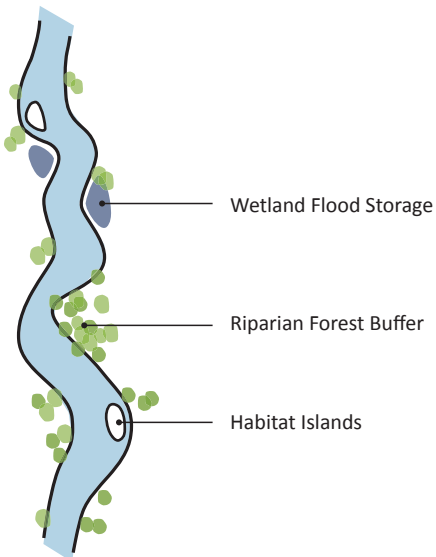 Wetland Flood Storage
Riparian Forest Buffer
Habitat Islands